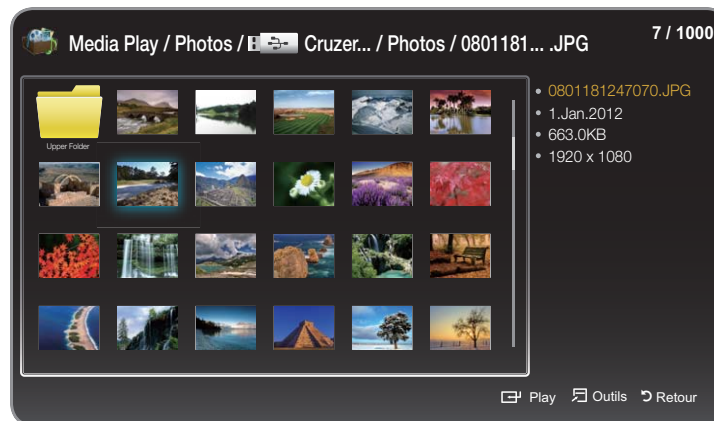 Media Play / Photos / Cruzer... / Photos / 0801181... .JPG
7 / 1000
Upper Folder
• 0801181247070.JPG
• 1.Jan.2012
• 663.0KB
• 1920 x 1080
Play Outils Retour